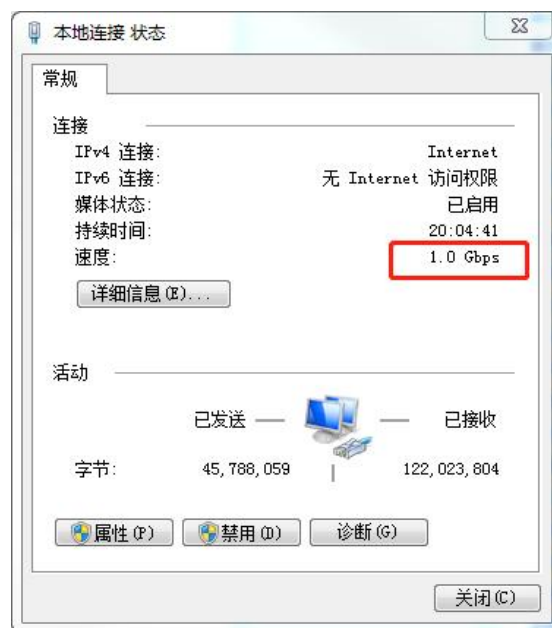 本地连接 状态
常规
连接
IPv4 连接: Internet
IPv6 连接: 无 Internet 访问权限
媒体状态: 已启用
持续时间: 20:04:41
速度: 1.0 Gbps
详细信息(E)...
活动
已发送 — — 已接收
字节: 45,788,059 | 122,023,804
属性(P) 禁用(D) 诊断(G)
关闭(C)